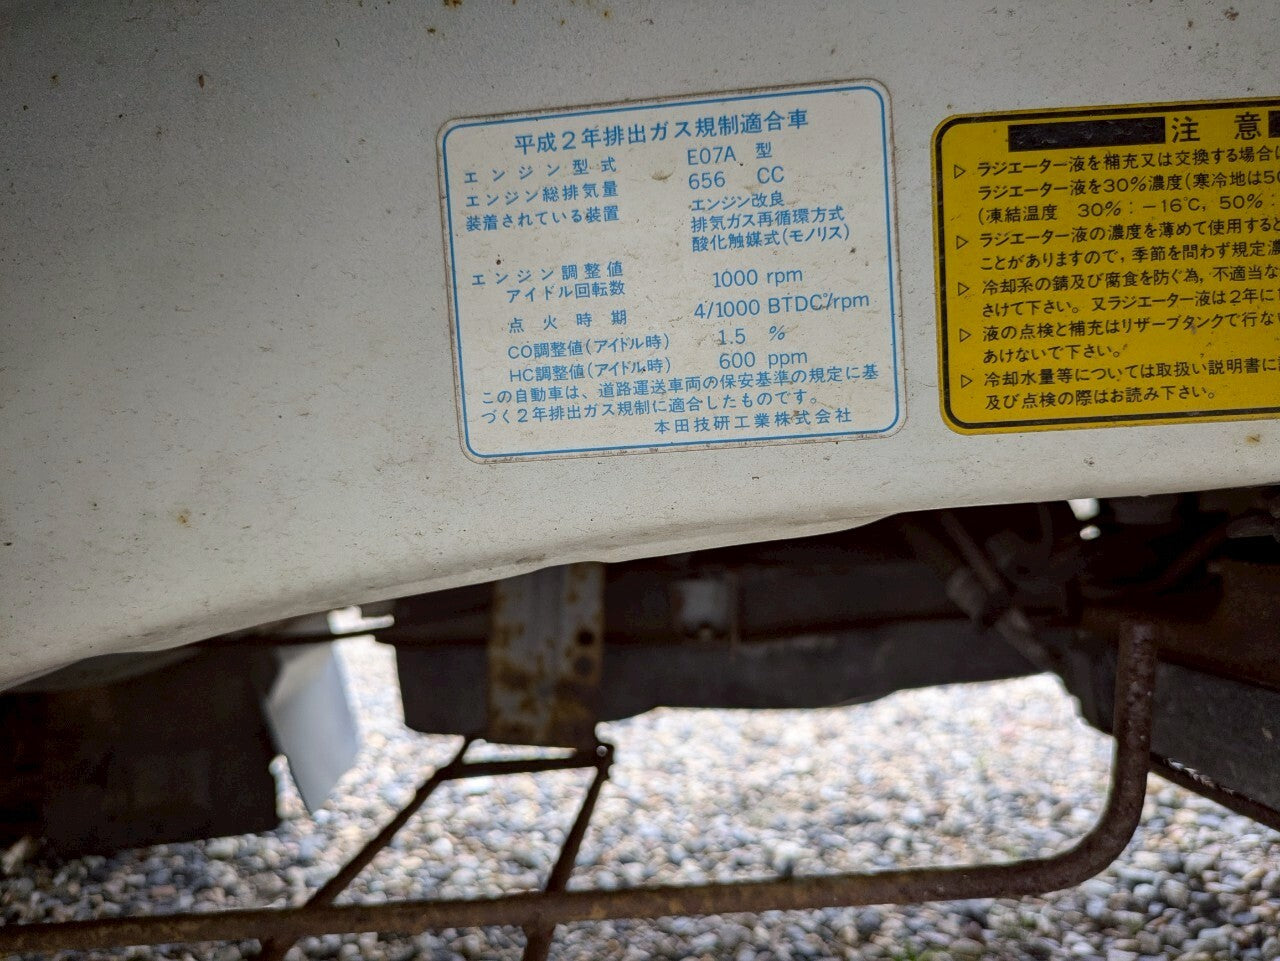 平成2年排出ガス規制適合車
エンジン型式 E07A 型
エンジン総排気量 656 CC
装着されている装置 エンジン改良
排気ガス再循環方式
酸化触媒式(モノリス)
エンジン調整値
アイドル回転数 1000 rpm
点火時期 4/1000 BTDC°/rpm
CO調整値(アイドル時) 1.5 %
HC調整値(アイドル時) 600 ppm
この自動車は、道路運送車両の保安基準の規定に基
づく2年排出ガス規制に適合したものです。
本田技研工業株式会社
注 意
▷ ラジエーター液を補充又は交換する場合
ラジエーター液を30%濃度(寒冷地は50
(凍結温度 30%:-16℃, 50%:
▷ ラジエーター液の濃度を薄めて使用すると
ことがありますので, 季節を問わず規定濃
▷ 冷却系の錆及び腐食を防ぐ為, 不適当な
さけて下さい。又ラジエーター液は2年に
▷ 液の点検と補充はリザーブタンクで行ない
あけないで下さい。
▷ 冷却水量等については取扱い説明書に
及び点検の際はお読み下さい。